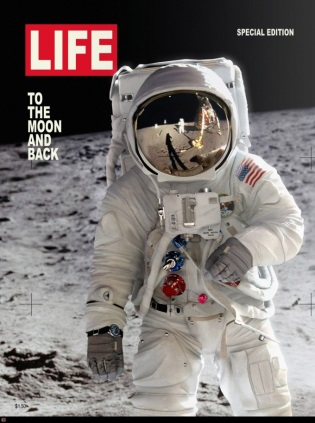 LIFE
SPECIAL EDITION
TO
THE
MOON
AND
BACK